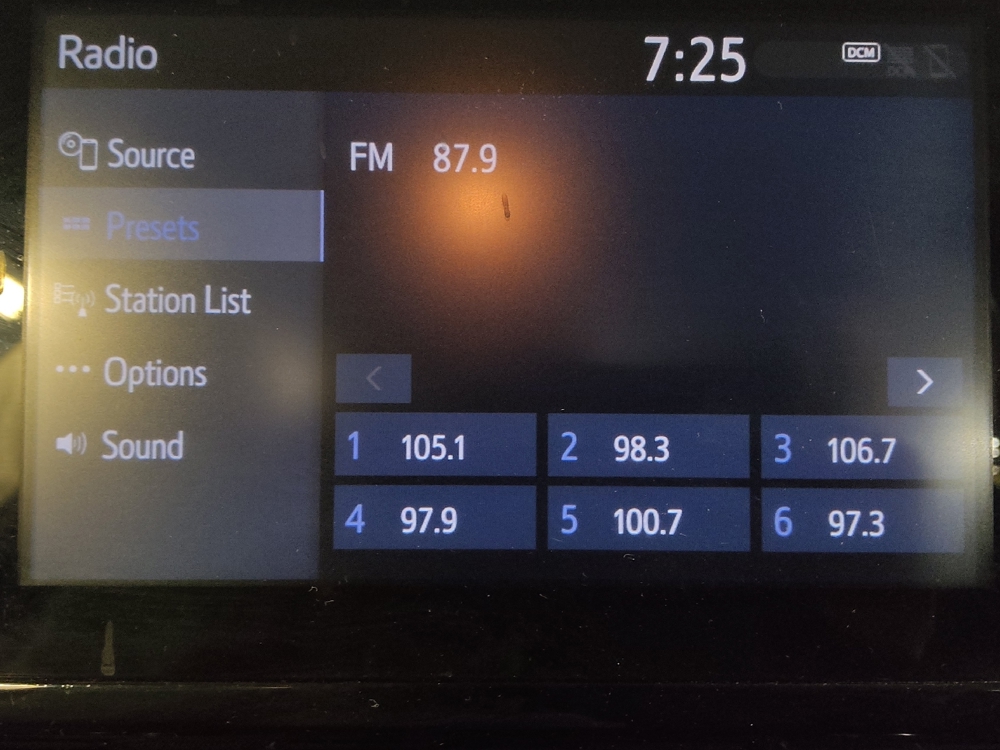 Radio
7:25
DCM
Source
Presets
Station List
Options
Sound
FM 87.9
1 105.1
2 98.3
3 106.7
4 97.9
5 100.7
6 97.3